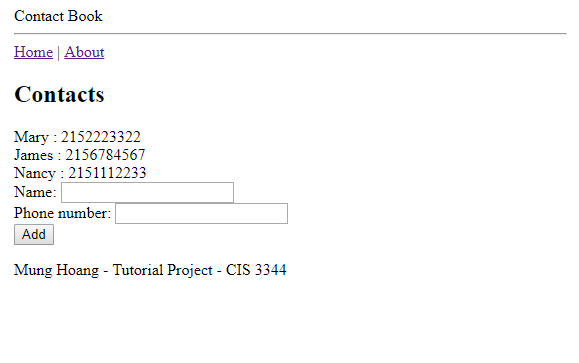 Contact Book
Home | About
Contacts
Mary : 2152223322
James : 2156784567
Nancy : 2151112233
Name:
Phone number:
Add
Mung Hoang - Tutorial Project - CIS 3344